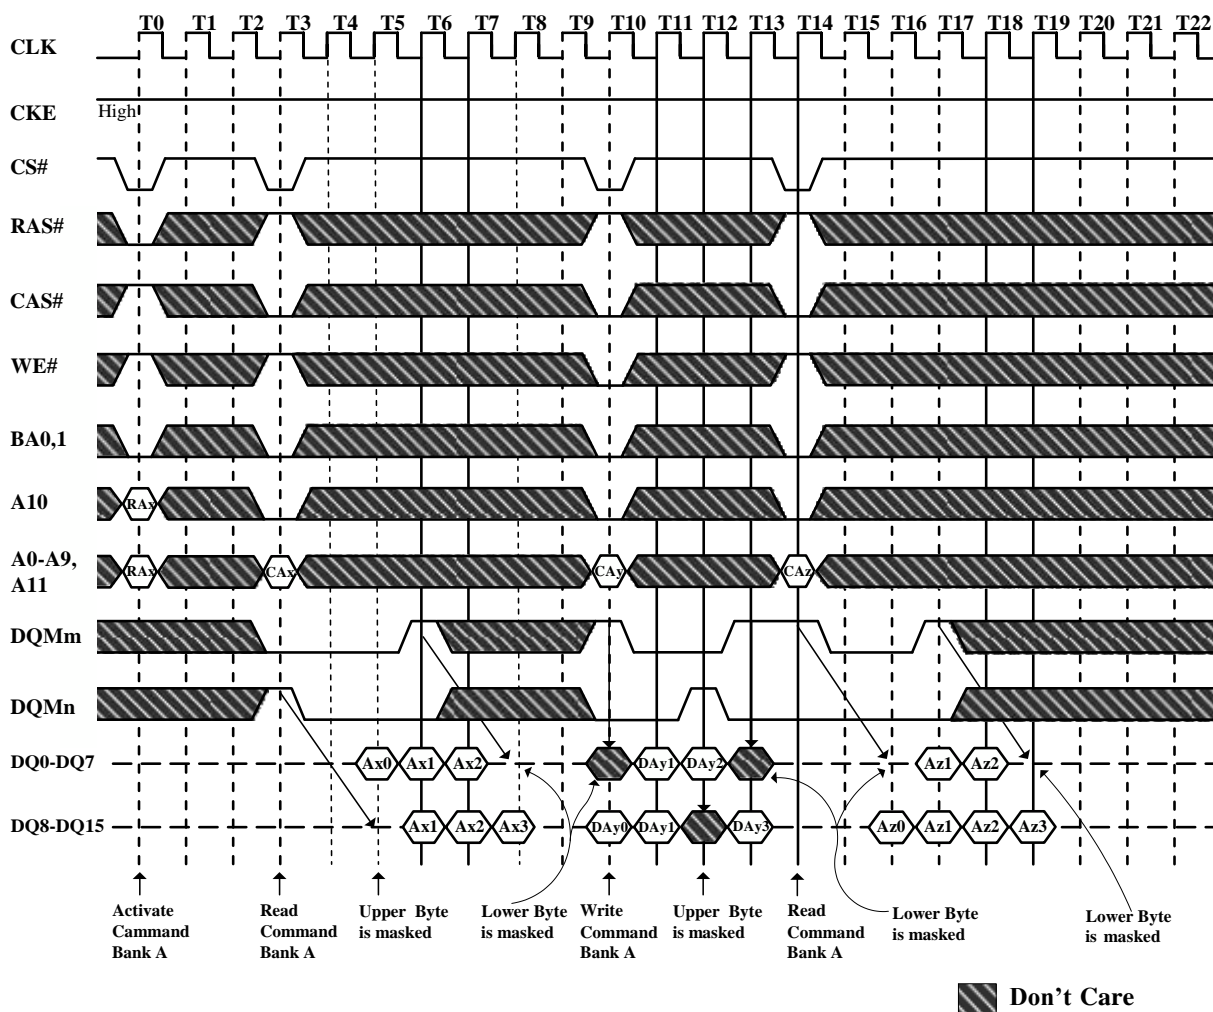 T0 T1 T2 T3 T4 T5 T6 T7 T8 T9 T10 T11 T12 T13 T14 T15 T16 T17 T18 T19 T20 T21 T22
CLK
CKE High
CS#
RAS#
CAS#
WE#
BA0,1
A10 RAx
A0-A9,
A11 RAx CAx CAy CAz
DQMm
DQMn
DQ0-DQ7 Ax0 Ax1 Ax2 DAy1 DAy2 Az1 Az2
DQ8-DQ15 Ax1 Ax2 Ax3 DAy0 DAy1 DAy3 Az0 Az1 Az2 Az3
Activate
Cammand
Bank A
Read
Command
Bank A
Upper Byte
is masked
Lower Byte
is masked
Write
Command
Bank A
Upper Byte
is masked
Read
Command
Bank A
Lower Byte
is masked
Lower Byte
is masked
Don't Care